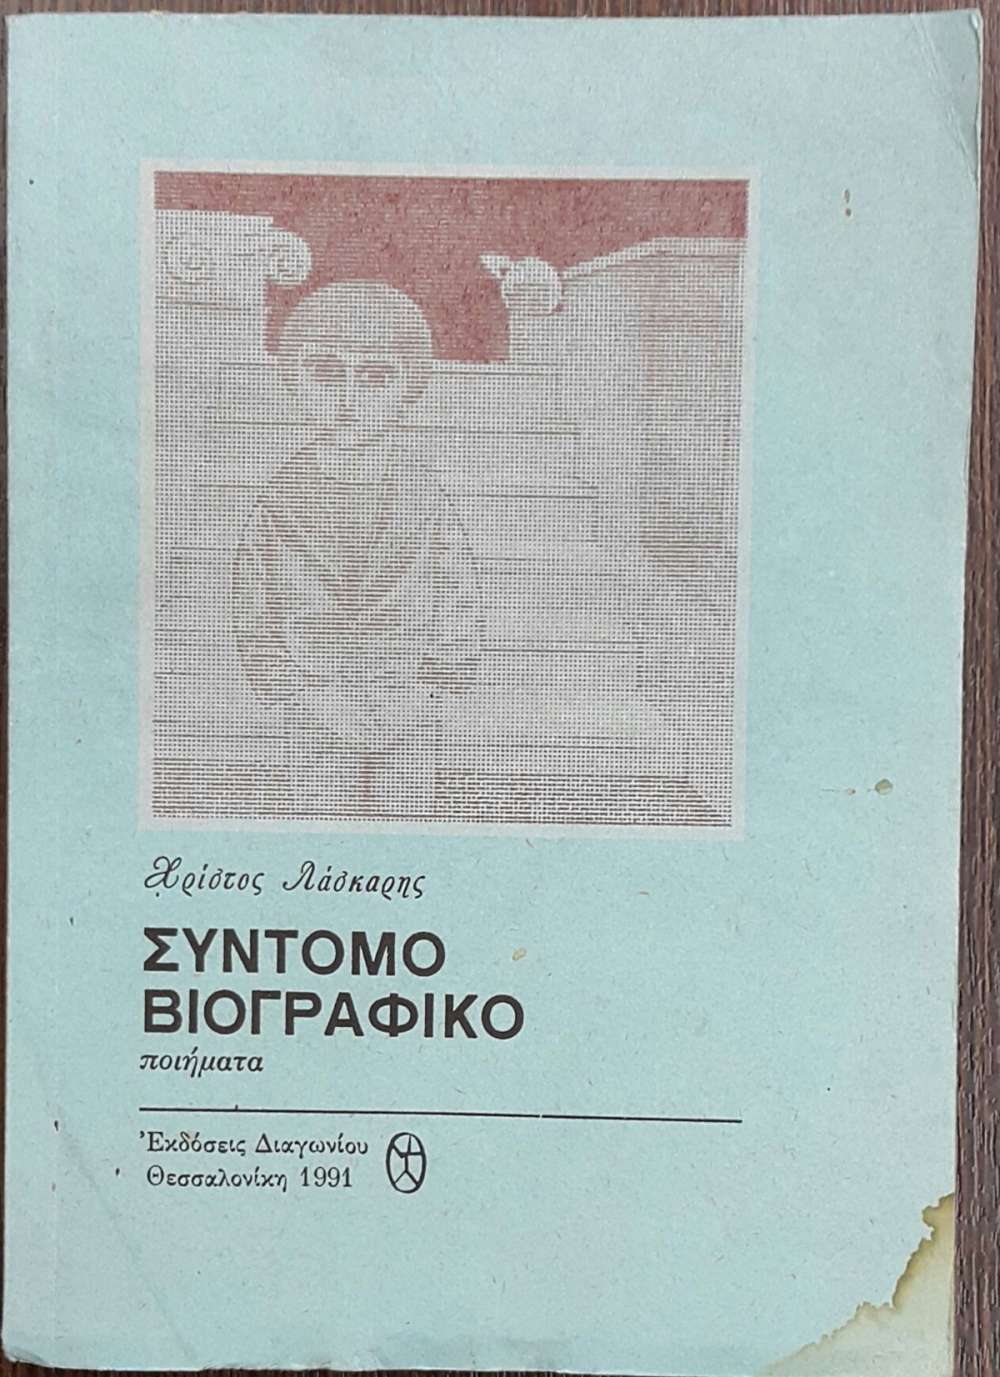 Χρίστος Λάσκαρης
ΣΥΝΤΟΜΟ
ΒΙΟΓΡΑΦΙΚΟ
ποιήματα
Ἐκδόσεις Διαγωνίου
Θεσσαλονίκη 1991